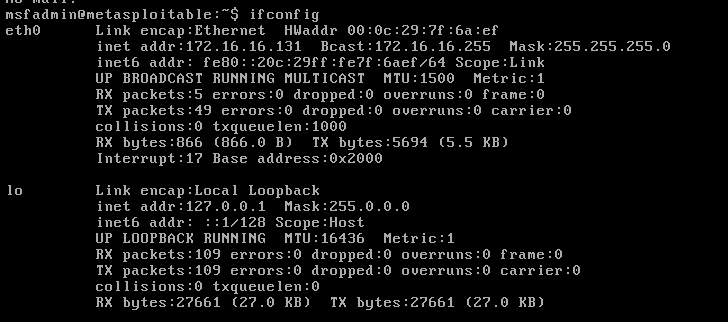 msfadmin@metasploitable:~$ ifconfig
eth0      Link encap:Ethernet  HWaddr 00:0c:29:7f:6a:ef
          inet addr:172.16.16.131  Bcast:172.16.16.255  Mask:255.255.255.0
          inet6 addr: fe80::20c:29ff:fe7f:6aef/64 Scope:Link
          UP BROADCAST RUNNING MULTICAST  MTU:1500  Metric:1
          RX packets:5 errors:0 dropped:0 overruns:0 frame:0
          TX packets:49 errors:0 dropped:0 overruns:0 carrier:0
          collisions:0 txqueuelen:1000
          RX bytes:866 (866.0 B)  TX bytes:5694 (5.5 KB)
          Interrupt:17 Base address:0x2000
lo        Link encap:Local Loopback
          inet addr:127.0.0.1  Mask:255.0.0.0
          inet6 addr: ::1/128 Scope:Host
          UP LOOPBACK RUNNING  MTU:16436  Metric:1
          RX packets:109 errors:0 dropped:0 overruns:0 frame:0
          TX packets:109 errors:0 dropped:0 overruns:0 carrier:0
          collisions:0 txqueuelen:0
          RX bytes:27661 (27.0 KB)  TX bytes:27661 (27.0 KB)